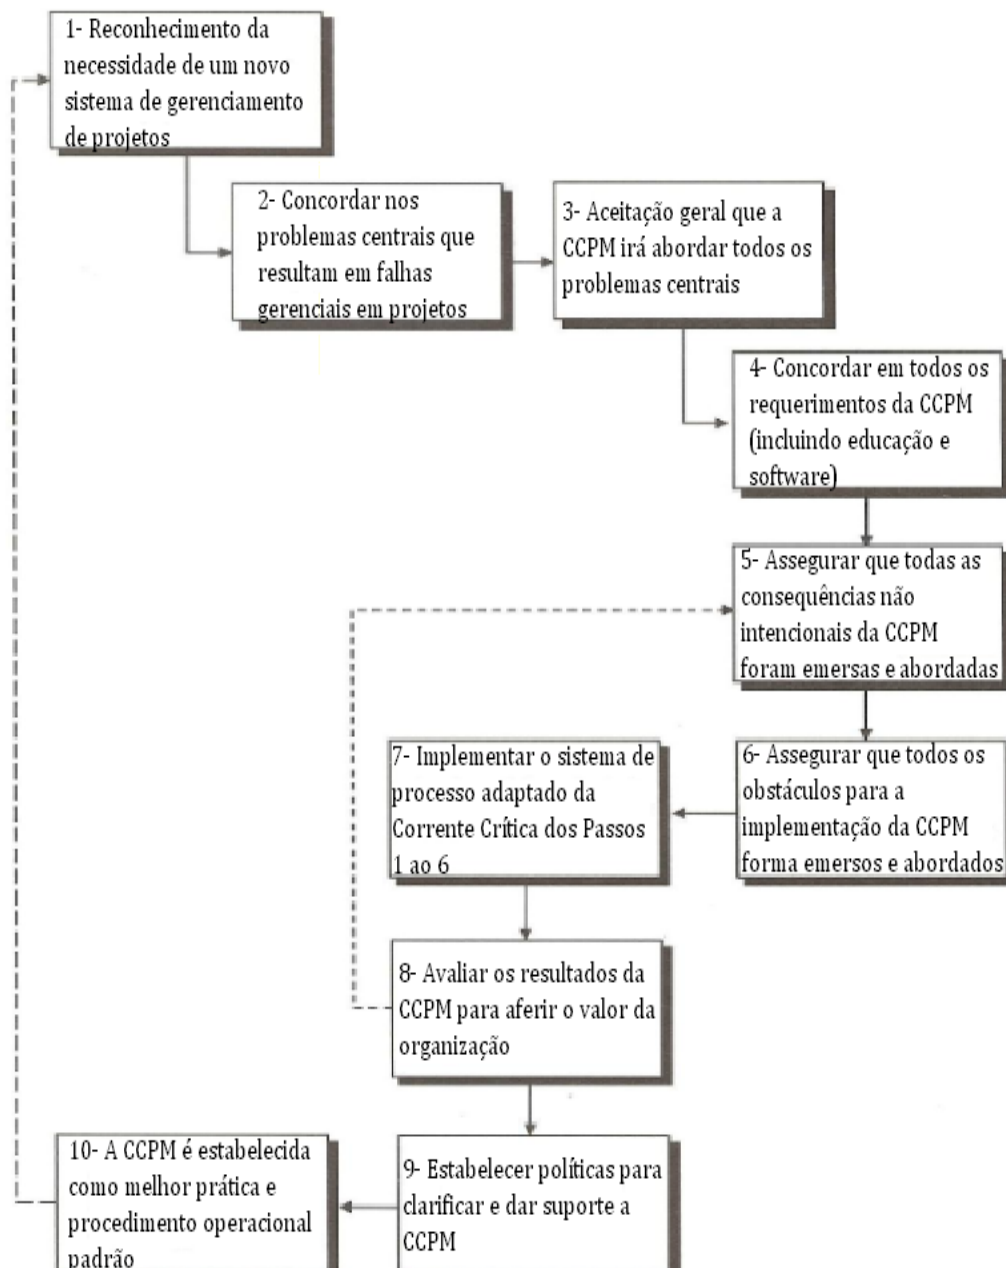 1- Reconhecimento da
necessidade de um novo
sistema de gerenciamento
de projetos
2- Concordar nos
problemas centrais que
resultam em falhas
gerenciais em projetos
3- Aceitação geral que a
CCPM irá abordar todos os
problemas centrais
4- Concordar em todos os
requerimentos da CCPM
(incluindo educação e
software)
5- Assegurar que todas as
consequências não
intencionais da CCPM
foram emersas e abordadas
6- Assegurar que todos os
obstáculos para a
implementação da CCPM
forma emersos e abordados
7- Implementar o sistema de
processo adaptado da
Corrente Crítica dos Passos
1 ao 6
8- Avaliar os resultados da
CCPM para aferir o valor da
organização
9- Estabelecer políticas para
clarificar e dar suporte a
CCPM
10- A CCPM é estabelecida
como melhor prática e
procedimento operacional
padrão